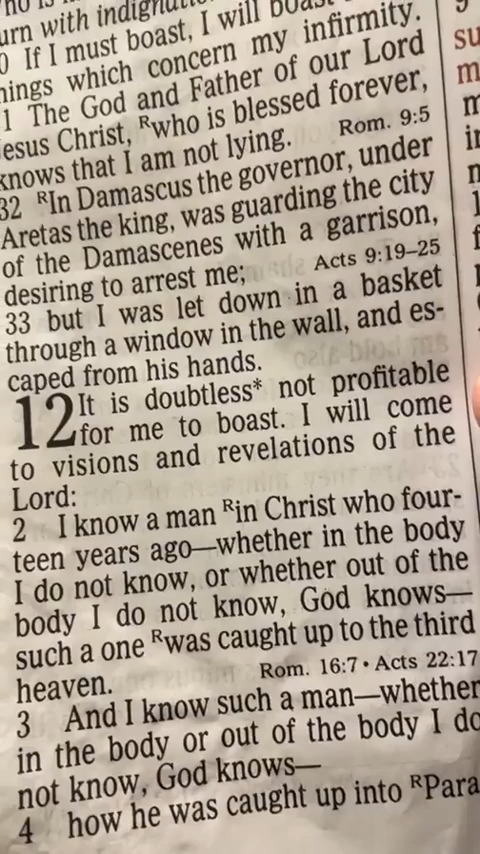 urn with indignation
0 If I must boast, I will boast
ings which concern my infirmity.
1 The God and Father of our Lord
esus Christ, ᴿwho is blessed forever,
knows that I am not lying. Rom. 9:5
32 ᴿIn Damascus the governor, under
Aretas the king, was guarding the city
of the Damascenes with a garrison,
desiring to arrest me; Acts 9:19–25
33 but I was let down in a basket
through a window in the wall, and es-
caped from his hands.
12 It is doubtless* not profitable
for me to boast. I will come
to visions and revelations of the
Lord:
2 I know a man ᴿin Christ who four-
teen years ago—whether in the body
I do not know, or whether out of the
body I do not know, God knows—
such a one ᴿwas caught up to the third
heaven. Rom. 16:7 • Acts 22:17
3 And I know such a man—whether
in the body or out of the body I do
not know, God knows—
4 how he was caught up into ᴿPara